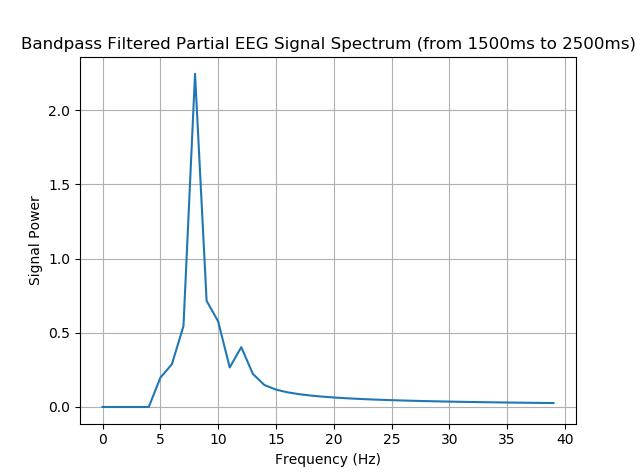 Bandpass Filtered Partial EEG Signal Spectrum (from 1500ms to 2500ms)
2.0
1.5
1.0
0.5
0.0
Signal Power
0 5 10 15 20 25 30 35 40
Frequency (Hz)